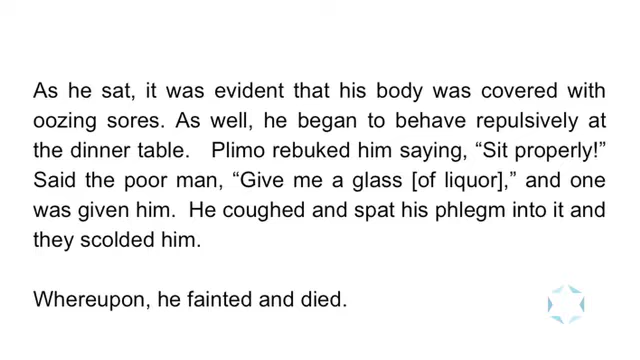 As he sat, it was evident that his body was covered with
oozing sores. As well, he began to behave repulsively at
the dinner table. Plimo rebuked him saying, “Sit properly!”
Said the poor man, “Give me a glass [of liquor],” and one
was given him. He coughed and spat his phlegm into it and
they scolded him.
Whereupon, he fainted and died.